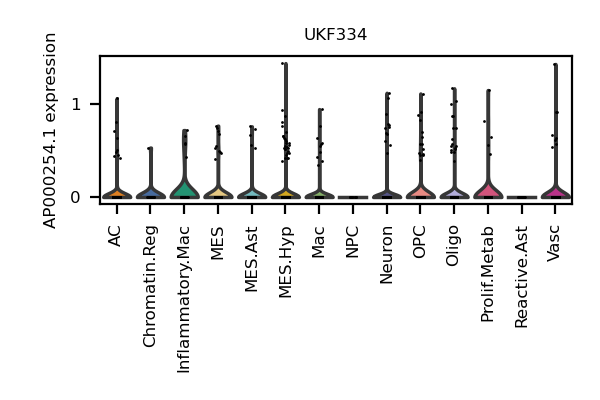 UKF334
AP000254.1 expression
1
0
AC
Chromatin.Reg
Inflammatory.Mac
MES
MES.Ast
MES.Hyp
Mac
NPC
Neuron
OPC
Oligo
Prolif.Metab
Reactive.Ast
Vasc